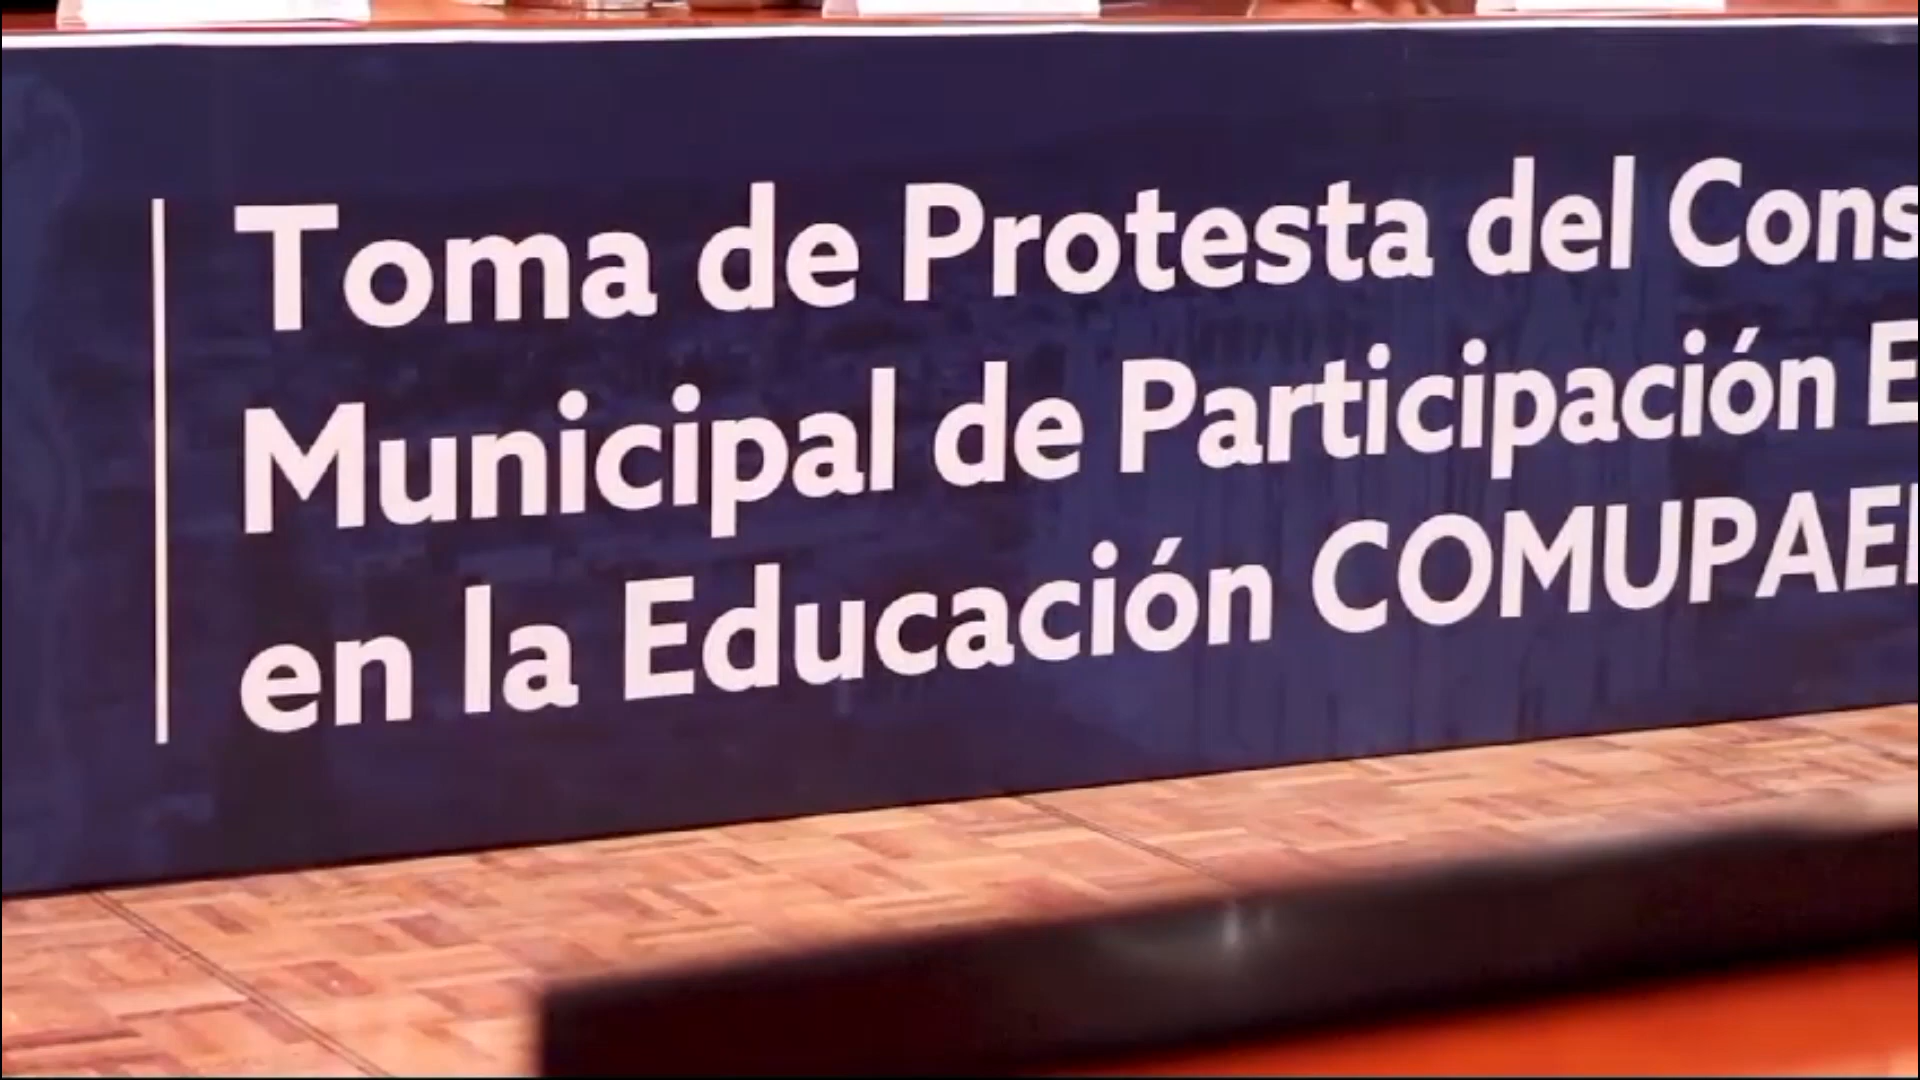 Toma de Protesta del Cons
Municipal de Participación E
en la Educación COMUPAE